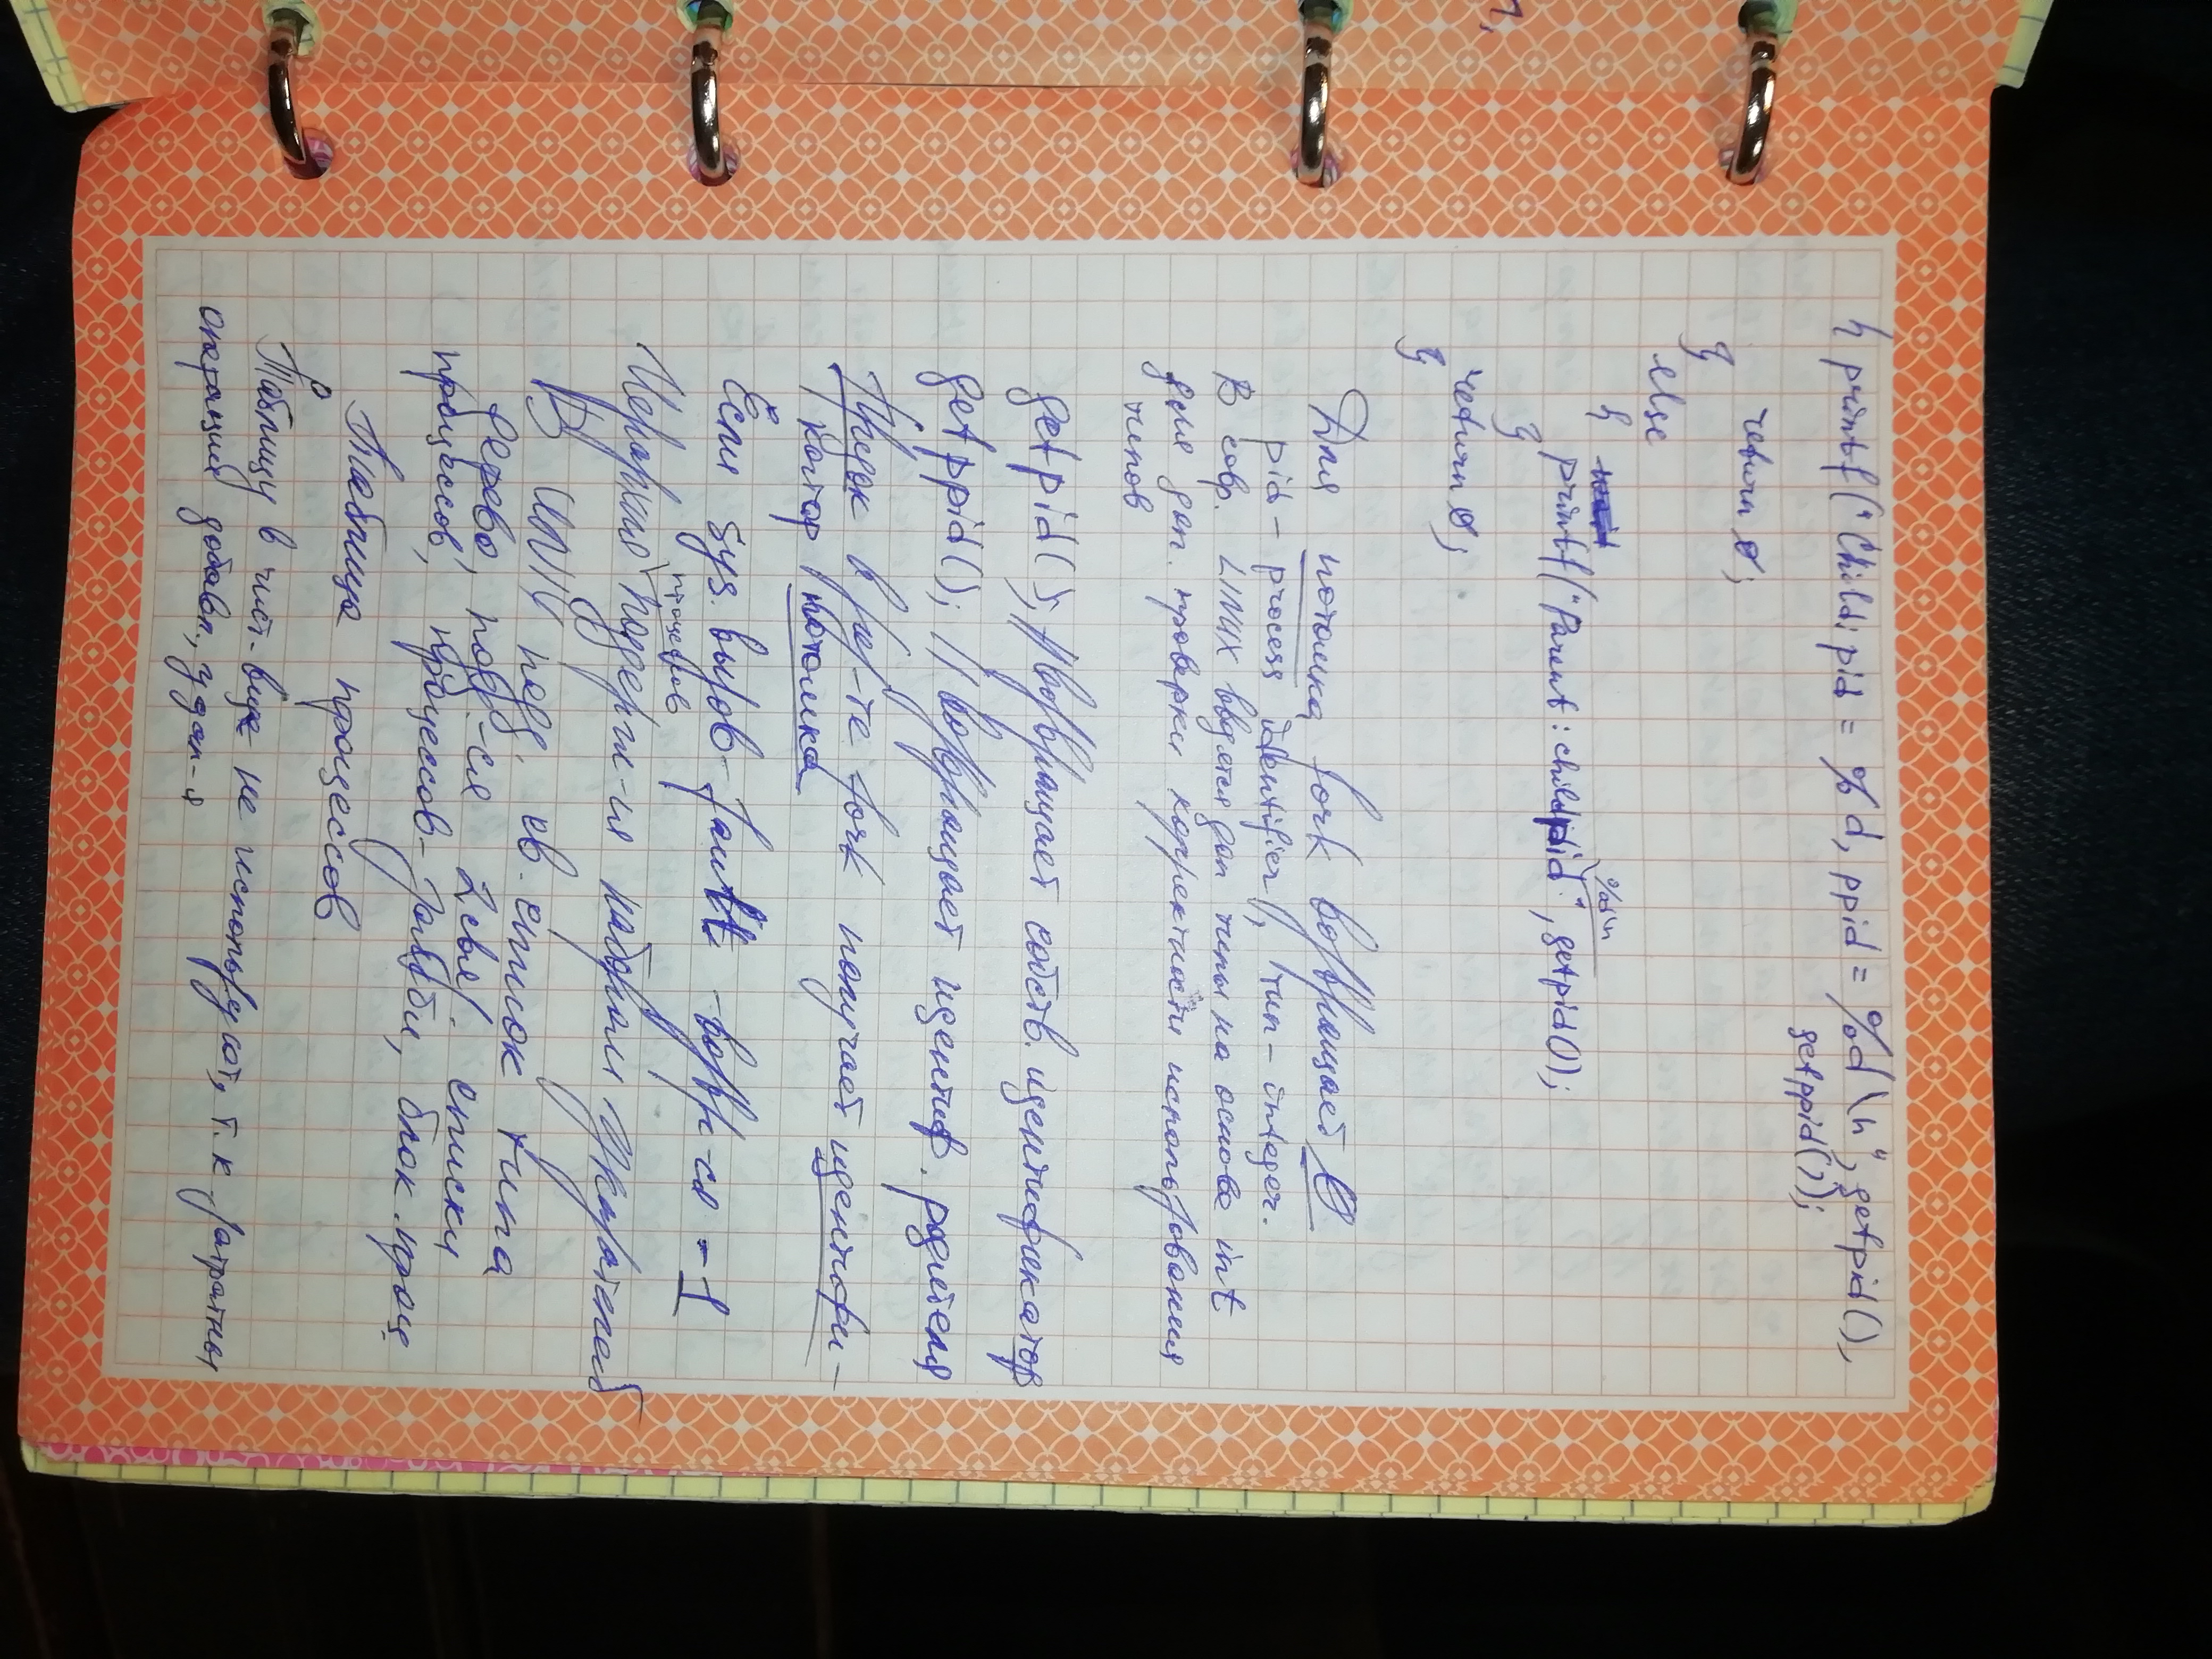 { printf("Child: pid = %d, ppid = %d\n", getpid(),
getppid());
return 0;
}
else
{ wait
%d\n
printf("Parent: childpid", getpid());
}
return 0;
}
Для потомка fork возвращает 0
pid - process identifier, тип - integer.
В совр. LINUX вводятся доп типы на основе int
для доп. проверки корректности использования
типов
getpid(); //возвращает собств. идентификатор
getppid(); // возвращает идентиф. родителя
Предок в рез-те fork получает идентифи-
катор потомка
Если sys. вызов - fault - возвр-ся -1
процессов
Иерархия поддерж-ся набором указателей
В UNIX подд. св. список типа
дерево, подд-ся 2связ. списки
процессов, процессов-зомби, блок. проц.
Таблица процессов
Таблицу в чист. виде не используют, т.к. затратны
операции добавл., удал-я